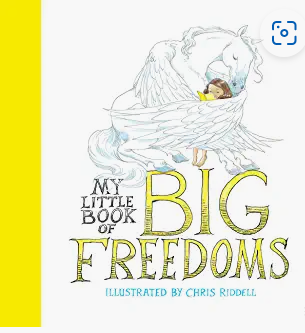 MY
LITTLE
BOOK
OF
BIG
FREEDOMS
ILLUSTRATED BY CHRIS RIDDELL